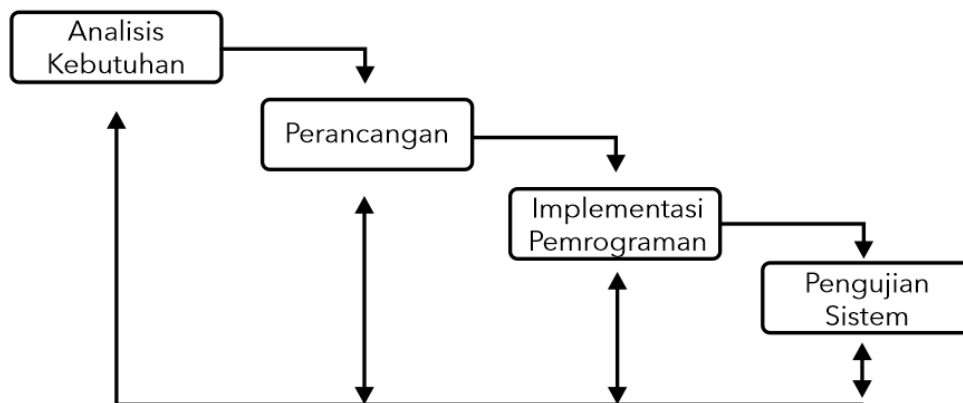 Analisis
Kebutuhan
Perancangan
Implementasi
Pemrograman
Pengujian
Sistem